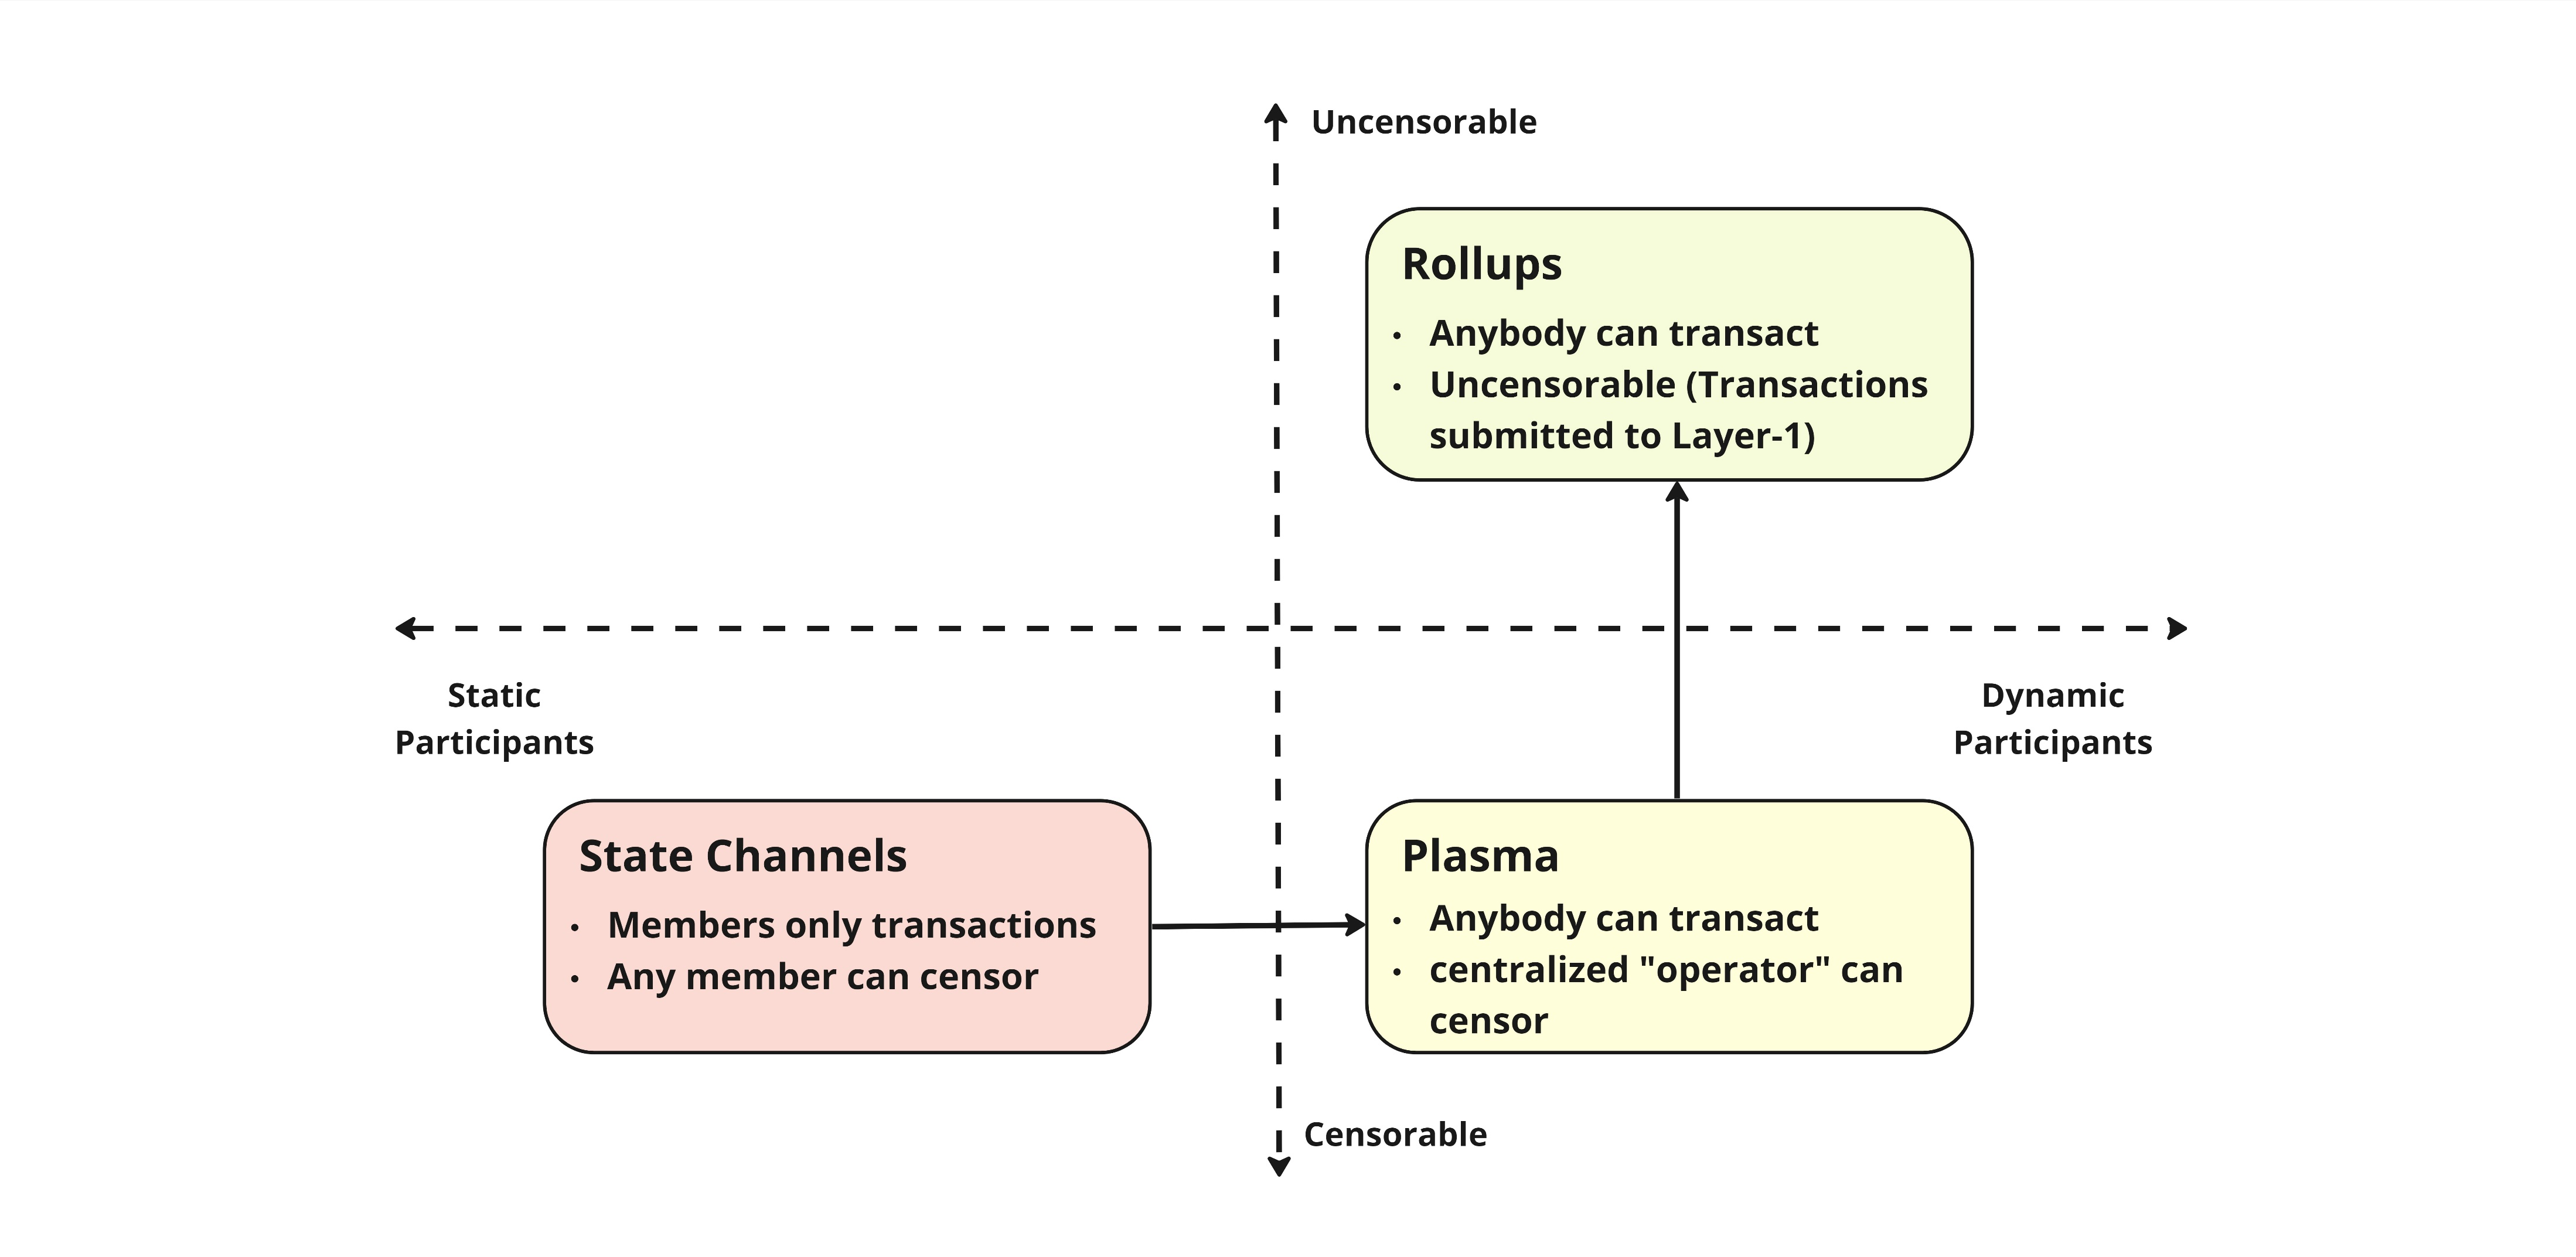 Uncensorable
Rollups
• Anybody can transact
• Uncensorable (Transactions
submitted to Layer-1)
Static
Participants
Dynamic
Participants
State Channels
• Members only transactions
• Any member can censor
Plasma
• Anybody can transact
• centralized "operator" can
censor
Censorable